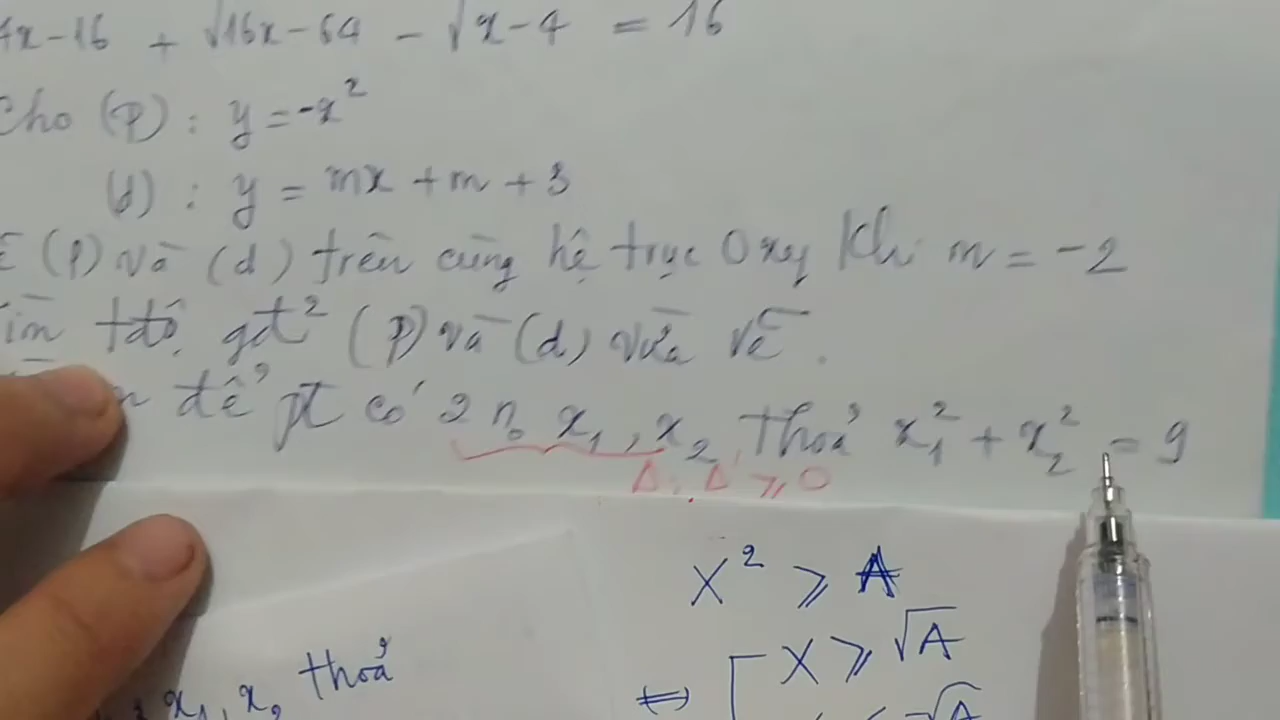 4x-16 + √16x-64 - √x-4 = 16
Cho (P) : y = -x²
(d) : y = mx + m + 3
(P) và (d) trên cùng hệ trục Oxy khi m = -2
tđộ gđ² (P) và (d) vừa vẽ.
để pt có 2 n₀ x₁, x₂ thoả x₁² + x₂² = 9
Δ, Δ' ⩾ 0
X² ⩾ A
X ⩾ √A
⇔ [
x₁, x₂ thoả
√A